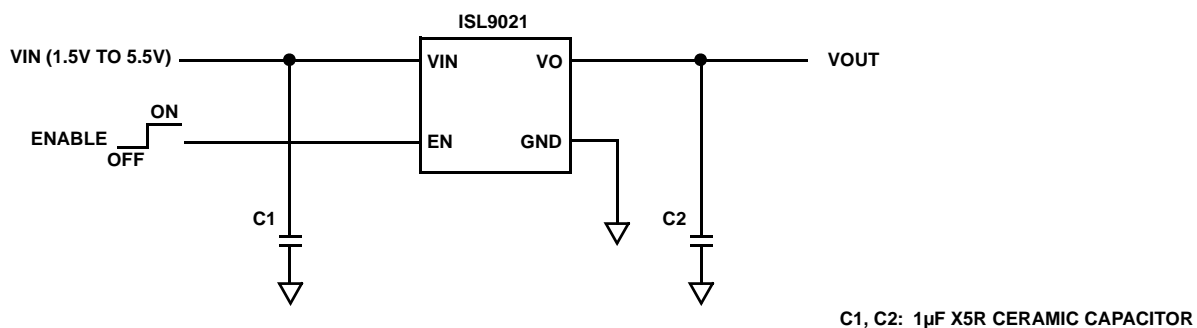 ISL9021
VIN (1.5V TO 5.5V)
VIN
VO
VOUT
ON
ENABLE
OFF
EN
GND
C1
C2
C1, C2: 1µF X5R CERAMIC CAPACITOR